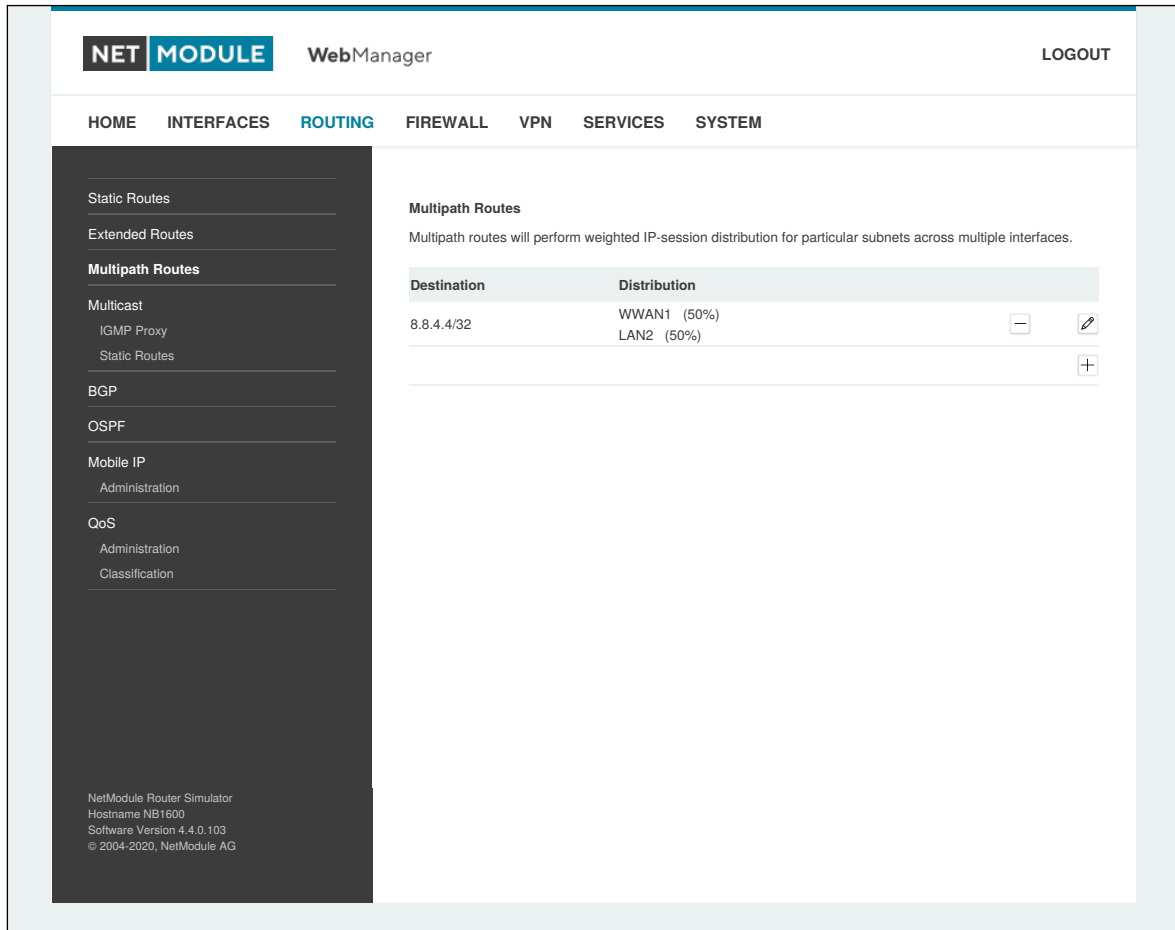 NET MODULE WebManager LOGOUT
HOME INTERFACES ROUTING FIREWALL VPN SERVICES SYSTEM
Static Routes
Extended Routes
Multipath Routes
Multicast
IGMP Proxy
Static Routes
BGP
OSPF
Mobile IP
Administration
QoS
Administration
Classification
NetModule Router Simulator
Hostname NB1600
Software Version 4.4.0.103
© 2004-2020, NetModule AG
Multipath Routes
Multipath routes will perform weighted IP-session distribution for particular subnets across multiple interfaces.
Destination Distribution
8.8.4.4/32 WWAN1 (50%)
LAN2 (50%)